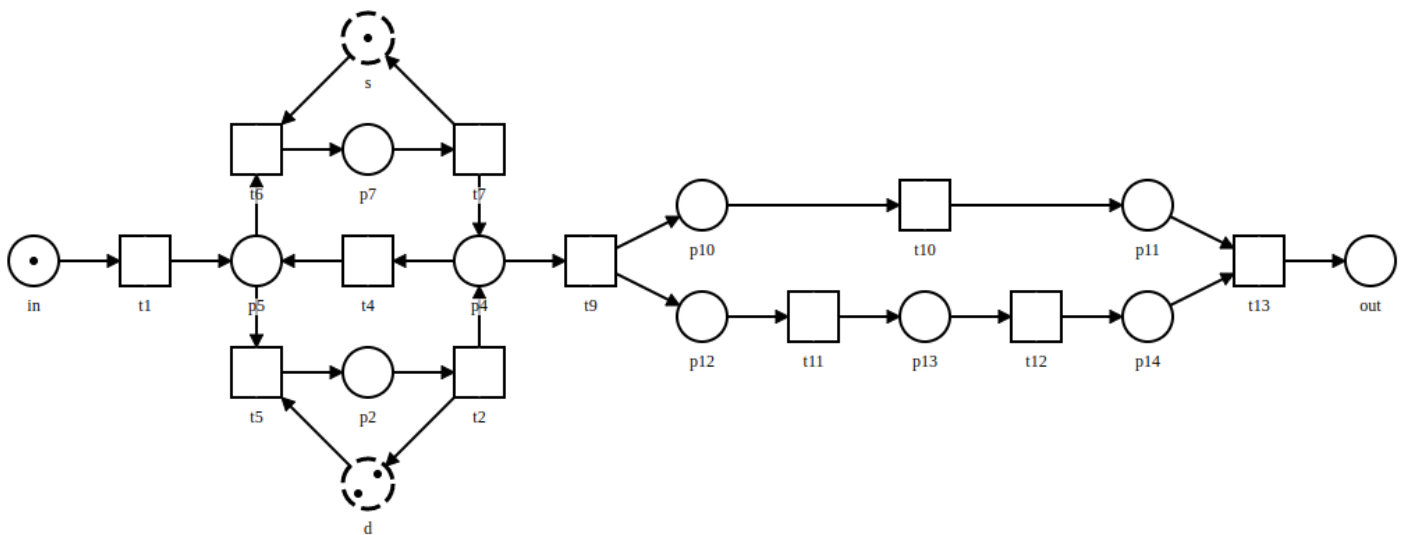 s
t6 p7 t7
p10 t10 p11
in t1 p5 t4 p4 t9 t13 out
p12 t11 p13 t12 p14
t5 p2 t2
d